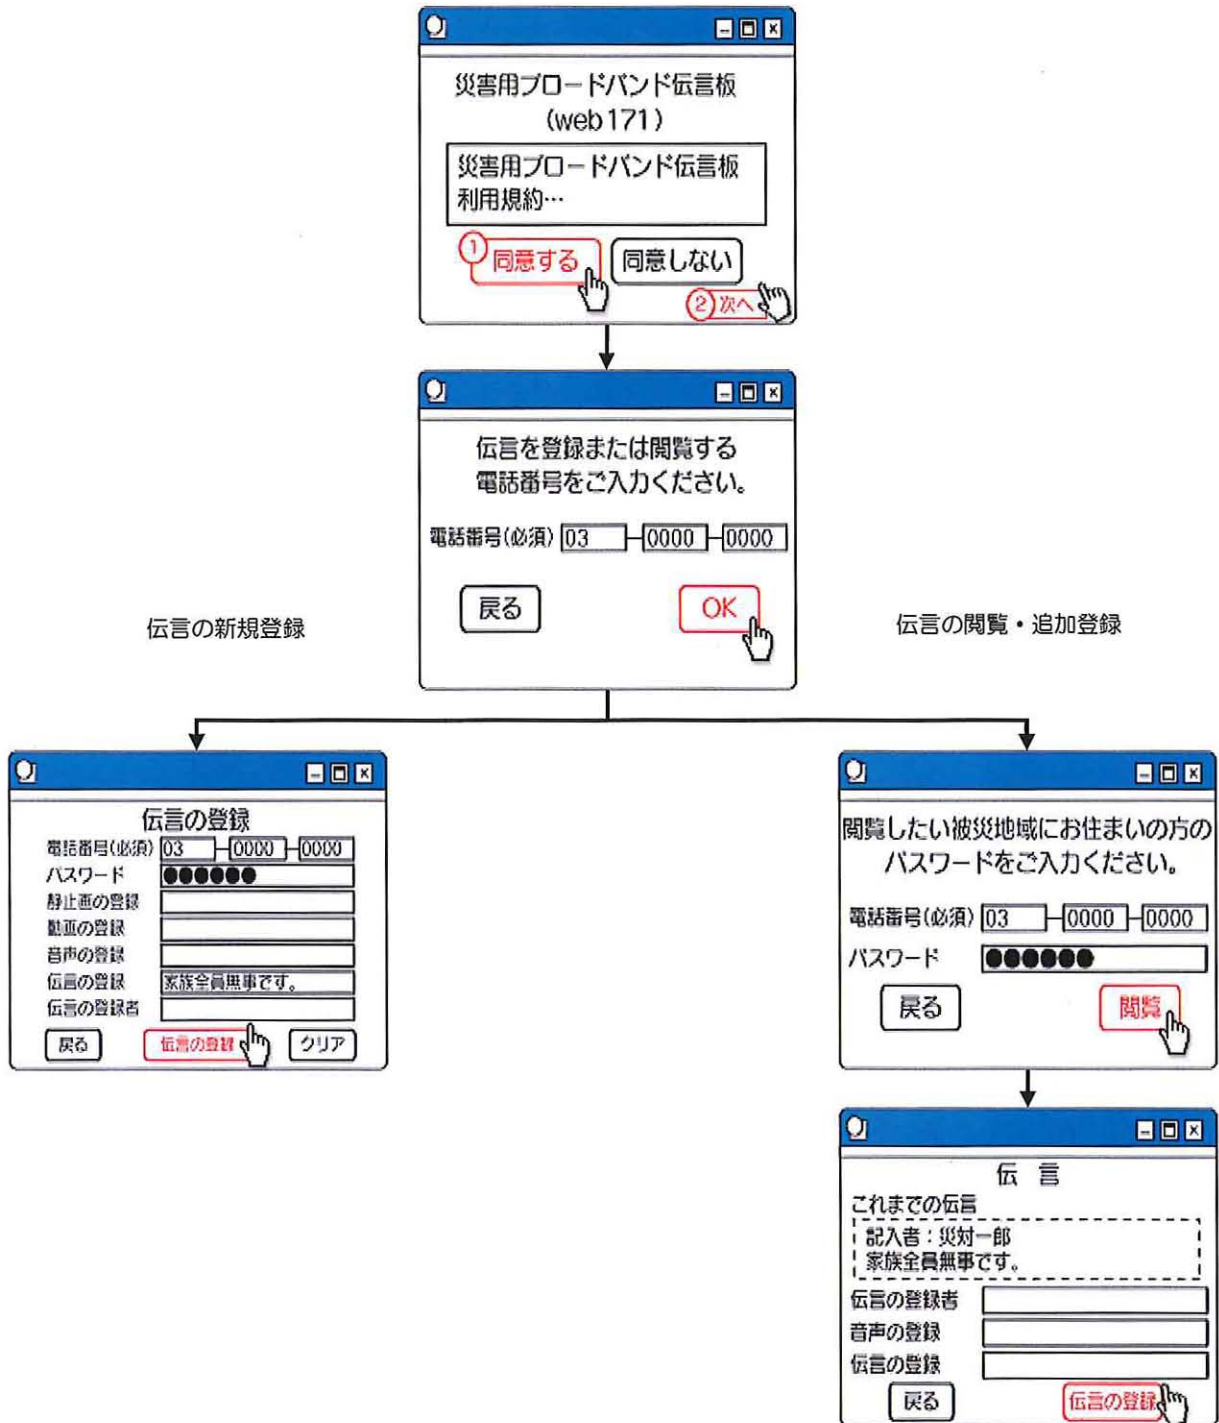 災害用ブロードバンド伝言板
(web171)
災害用ブロードバンド伝言板
利用規約…
① 同意する 同意しない
② 次へ
伝言を登録または閲覧する
電話番号をご入力ください。
電話番号(必須) 03 0000 0000
戻る OK
伝言の新規登録
伝言の閲覧・追加登録
伝言の登録
電話番号(必須) 03 0000 0000
パスワード ●●●●●●
静止画の登録
動画の登録
音声の登録
伝言の登録 家族全員無事です。
伝言の登録者
戻る 伝言の登録 クリア
閲覧したい被災地域にお住まいの方の
パスワードをご入力ください。
電話番号(必須) 03 0000 0000
パスワード ●●●●●●
戻る 閲覧
伝 言
これまでの伝言
記入者:災対一郎
家族全員無事です。
伝言の登録者
音声の登録
伝言の登録
戻る 伝言の登録